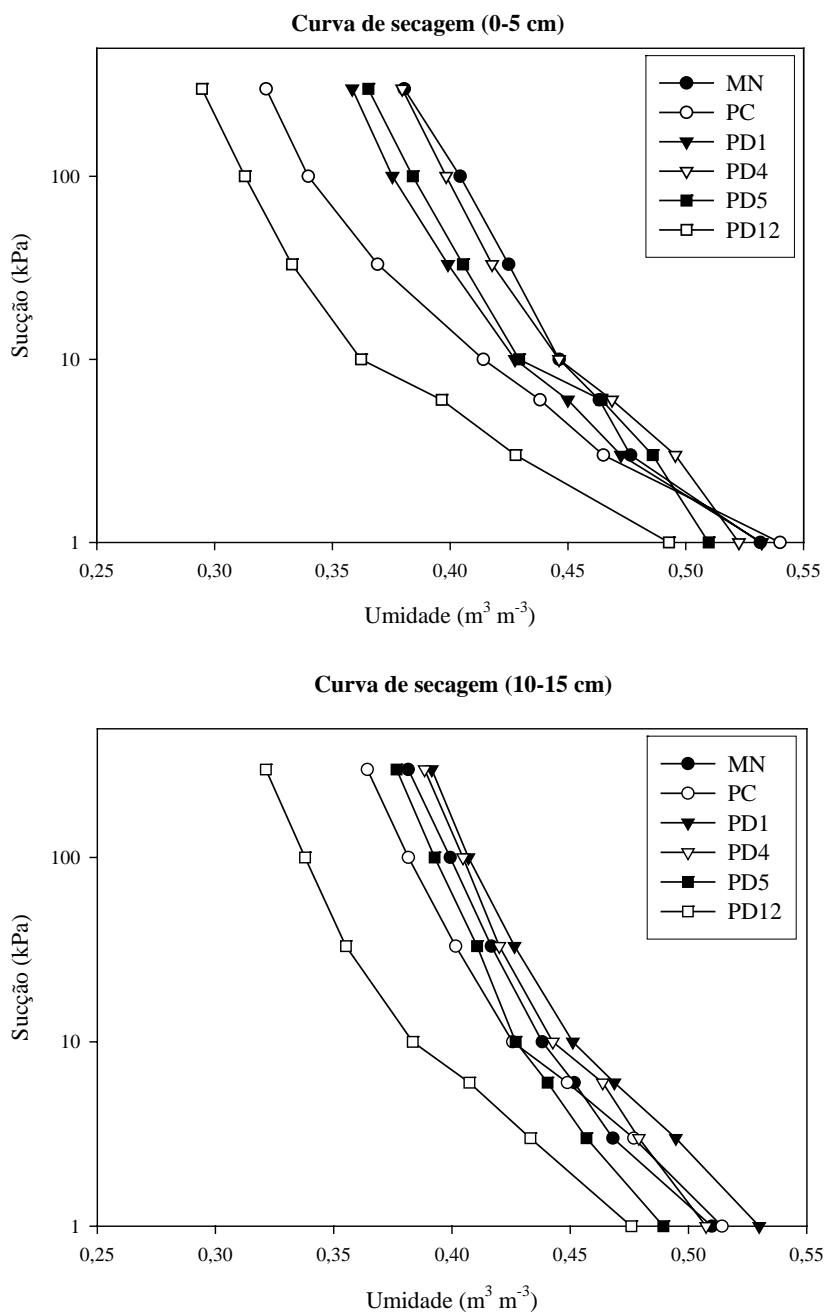 Curva de secagem (0-5 cm)
MN
PC
PD1
PD4
PD5
PD12
100
10
1
Sucção (kPa)
0,25 0,30 0,35 0,40 0,45 0,50 0,55
Umidade (m³ m⁻³)
Curva de secagem (10-15 cm)
MN
PC
PD1
PD4
PD5
PD12
100
10
1
Sucção (kPa)
0,25 0,30 0,35 0,40 0,45 0,50 0,55
Umidade (m³ m⁻³)